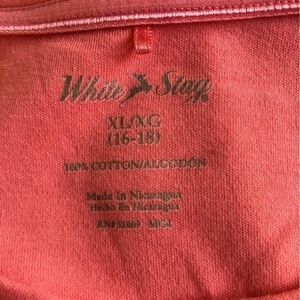 White Stag
XL/XG
(16-18)
100% COTTON/ALGODÓN
Made in Nicaragua
Hecho En Nicaragua